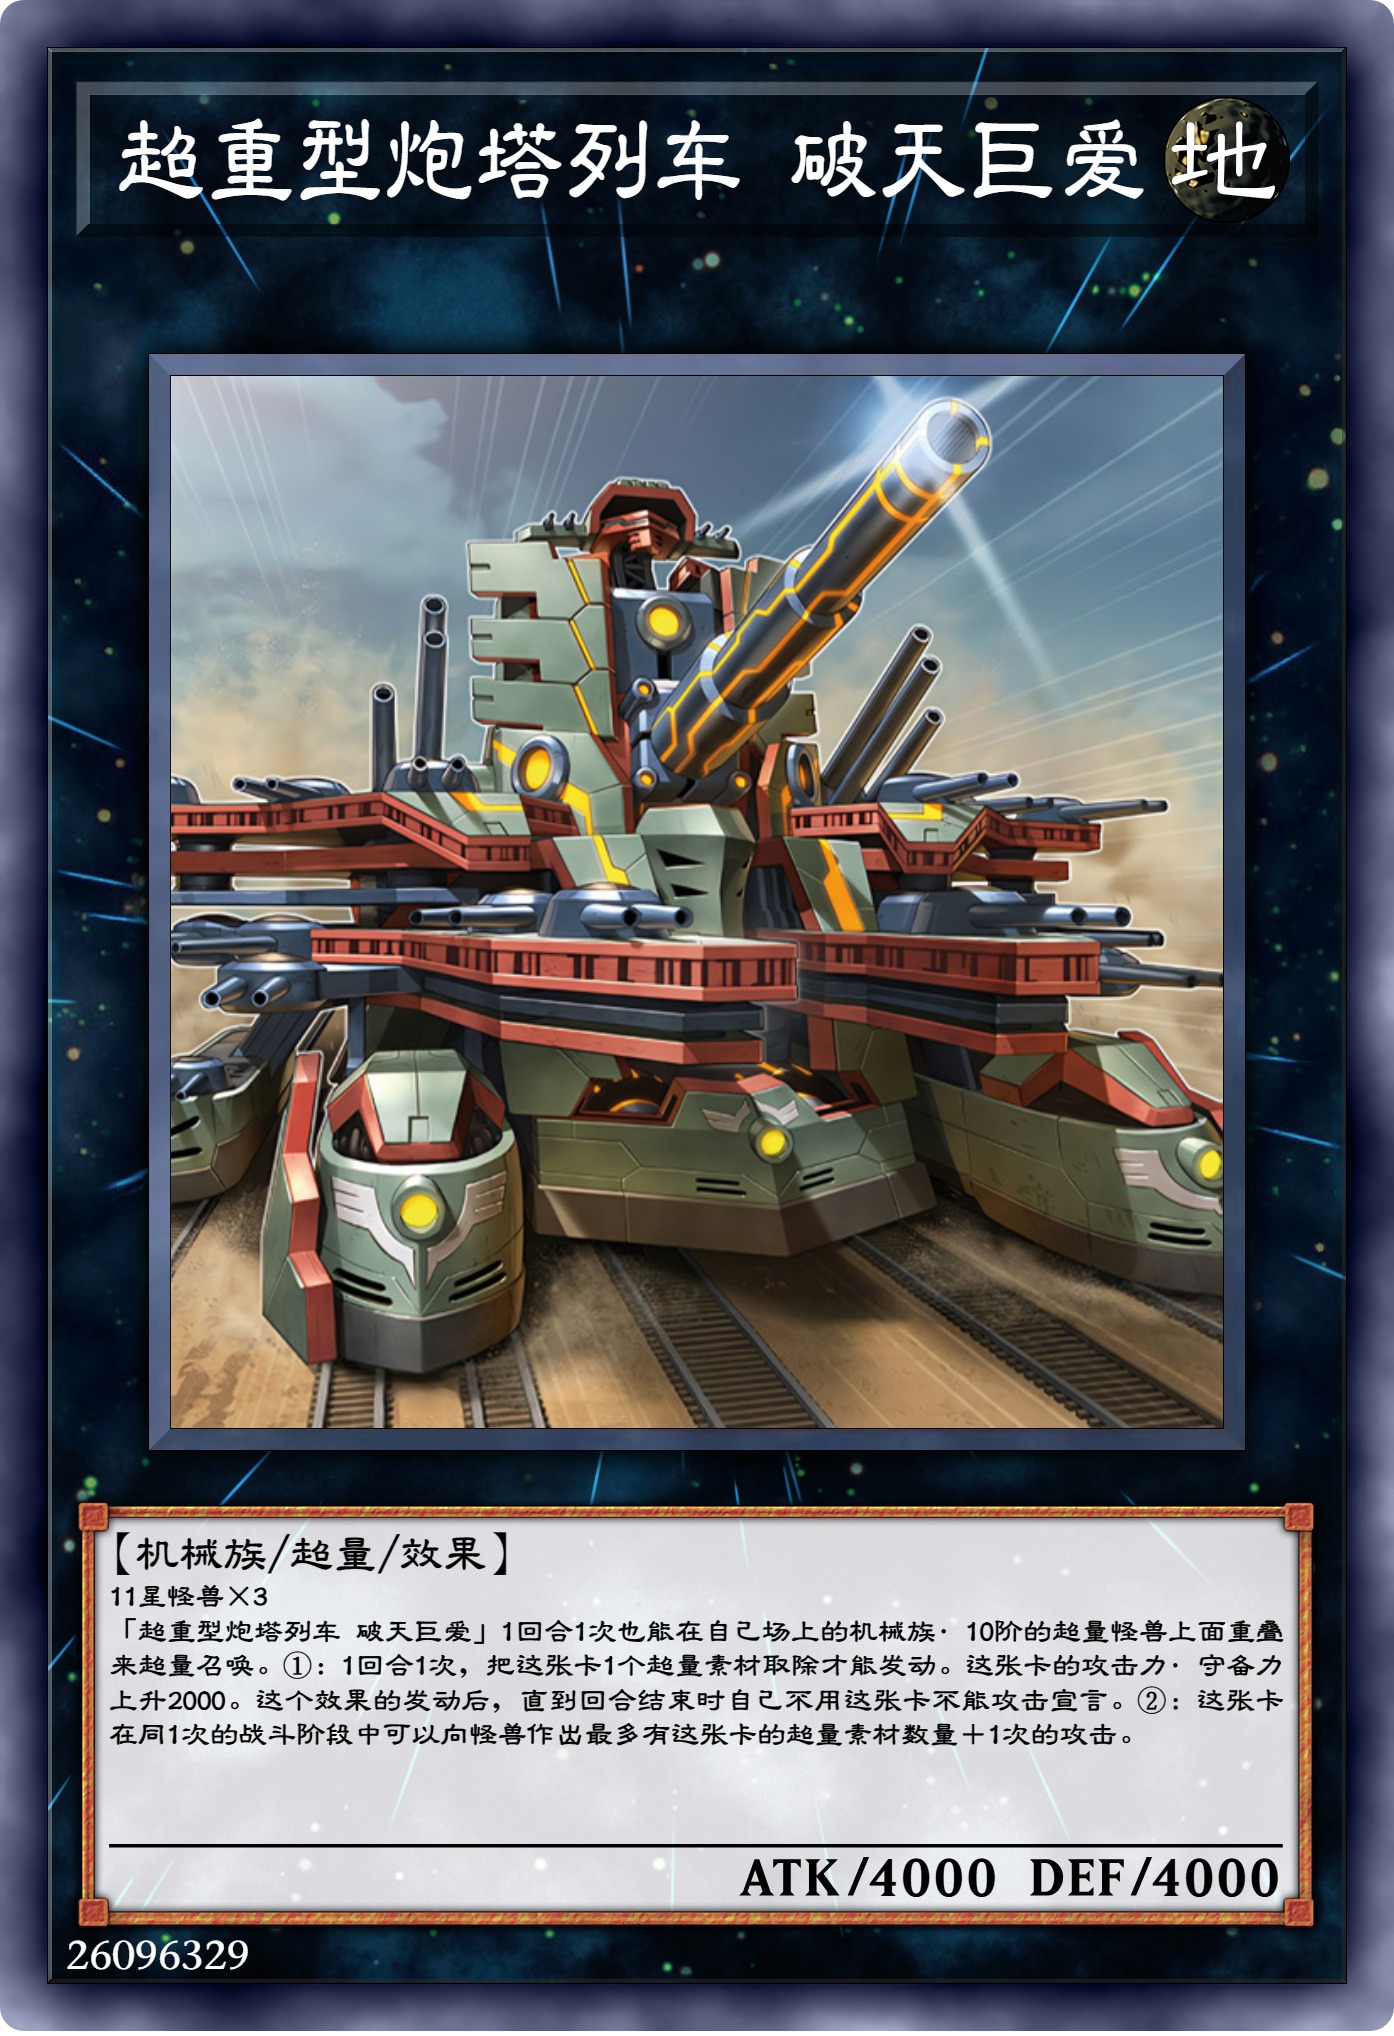 超重型炮塔列车 破天巨爱 地
【机械族/超量/效果】
11星怪兽×3
「超重型炮塔列车 破天巨爱」1回合1次也能在自己场上的机械族·10阶的超量怪兽上面重叠
来超量召唤。①：1回合1次，把这张卡1个超量素材取除才能发动。这张卡的攻击力·守备力
上升2000。这个效果的发动后，直到回合结束时自己不用这张卡不能攻击宣言。②：这张卡
在同1次的战斗阶段中可以向怪兽作出最多有这张卡的超量素材数量＋1次的攻击。
ATK/4000 DEF/4000
26096329